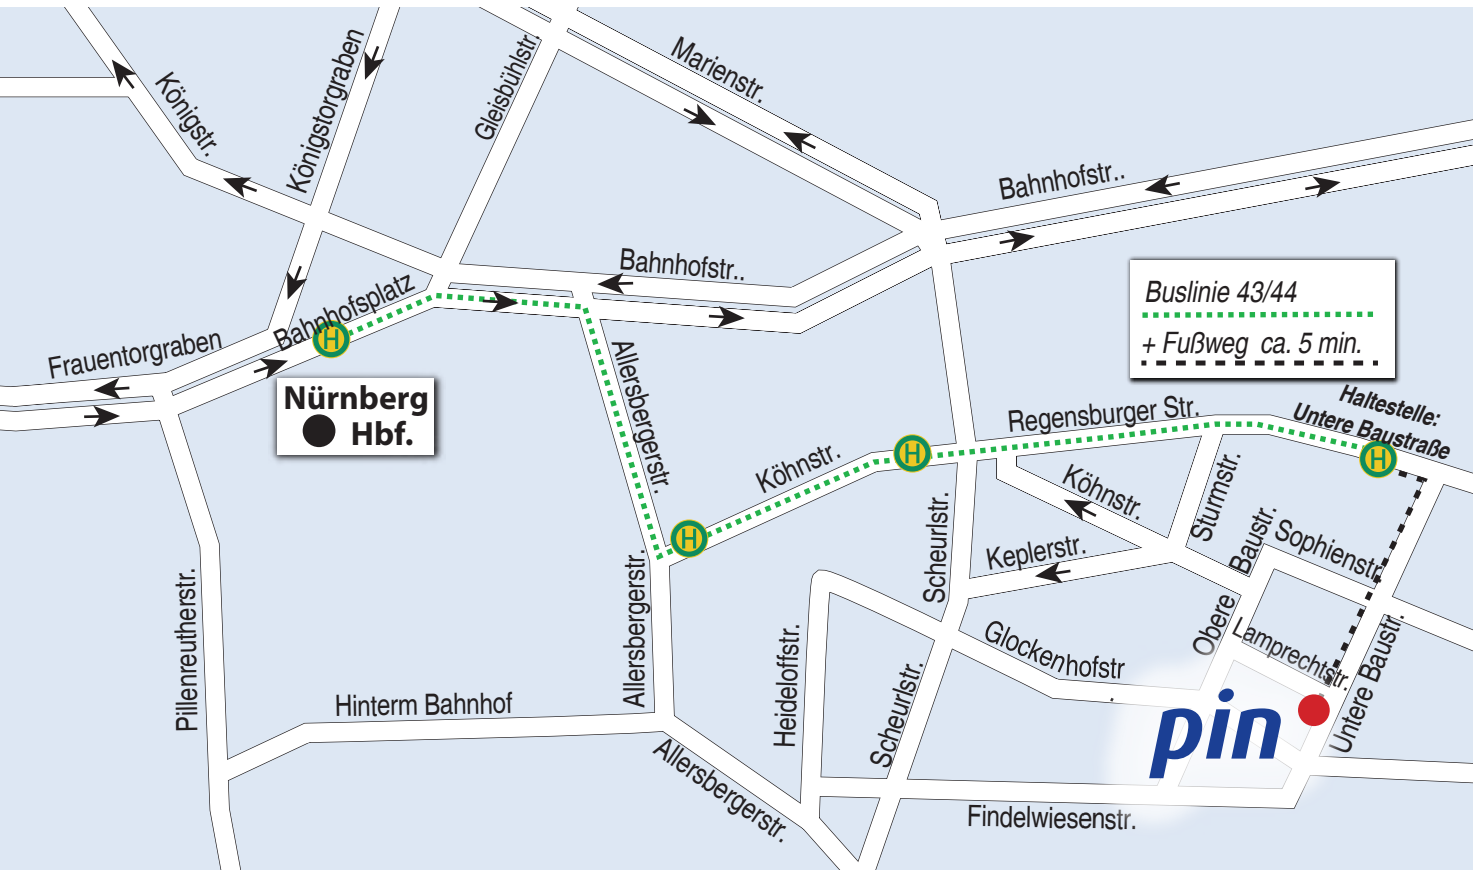 Königstr.
Königstorgraben
Gleisbühlstr.
Marienstr.
Bahnhofstr..
Bahnhofstr..
Bahnhofsplatz
H
Frauentorgraben
Nürnberg
Hbf.
Buslinie 43/44
+ Fußweg ca. 5 min.
Haltestelle:
Untere Baustraße
H
Regensburger Str.
Allersbergerstr.
Köhnstr.
H
H
Köhnstr.
Sturmstr.
Obere Baustr.
Sophienstr.
Keplerstr.
Scheurlstr.
Allersbergerstr.
Pillenreutherstr.
Heideloffstr.
Glockenhofstr.
Lamprechtstr.
Untere Baustr.
Scheurlstr.
Hinterm Bahnhof
Allersbergerstr.
pin
Findelwiesenstr.